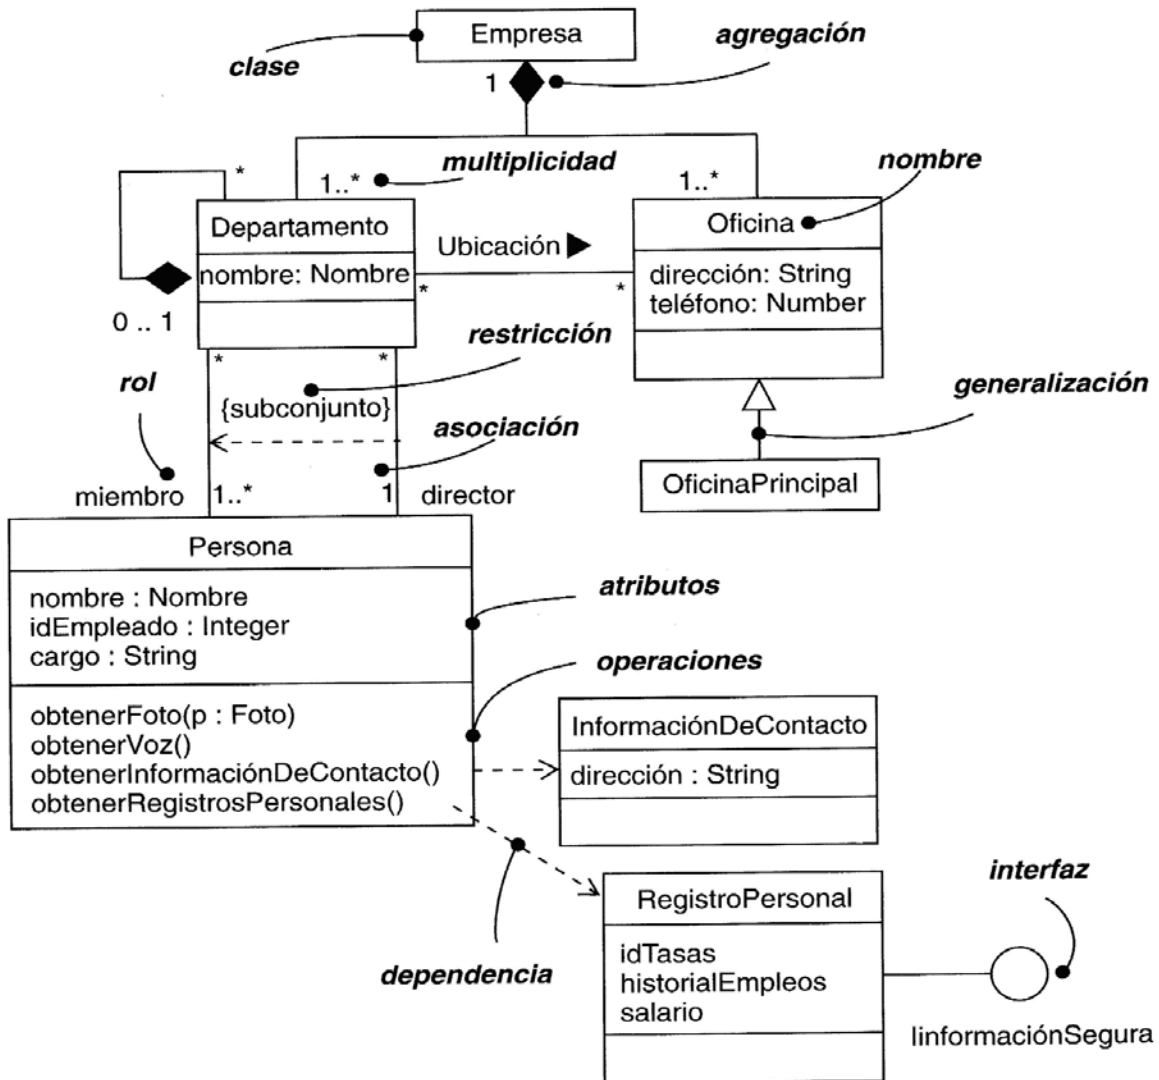 Empresa
agregación
clase
1
multiplicidad
nombre
*
1..*
1..*
Departamento
Oficina
Ubicación
nombre: Nombre
dirección: String
teléfono: Number
*
*
0 .. 1
restricción
*
*
rol
{subconjunto}
generalización
asociación
OficinaPrincipal
miembro
1..*
1
director
Persona
atributos
nombre : Nombre
idEmpleado : Integer
cargo : String
operaciones
obtenerFoto(p : Foto)
obtenerVoz()
obtenerInformaciónDeContacto()
obtenerRegistrosPersonales()
InformaciónDeContacto
dirección : String
interfaz
RegistroPersonal
dependencia
idTasas
historialEmpleos
salario
IinformaciónSegura